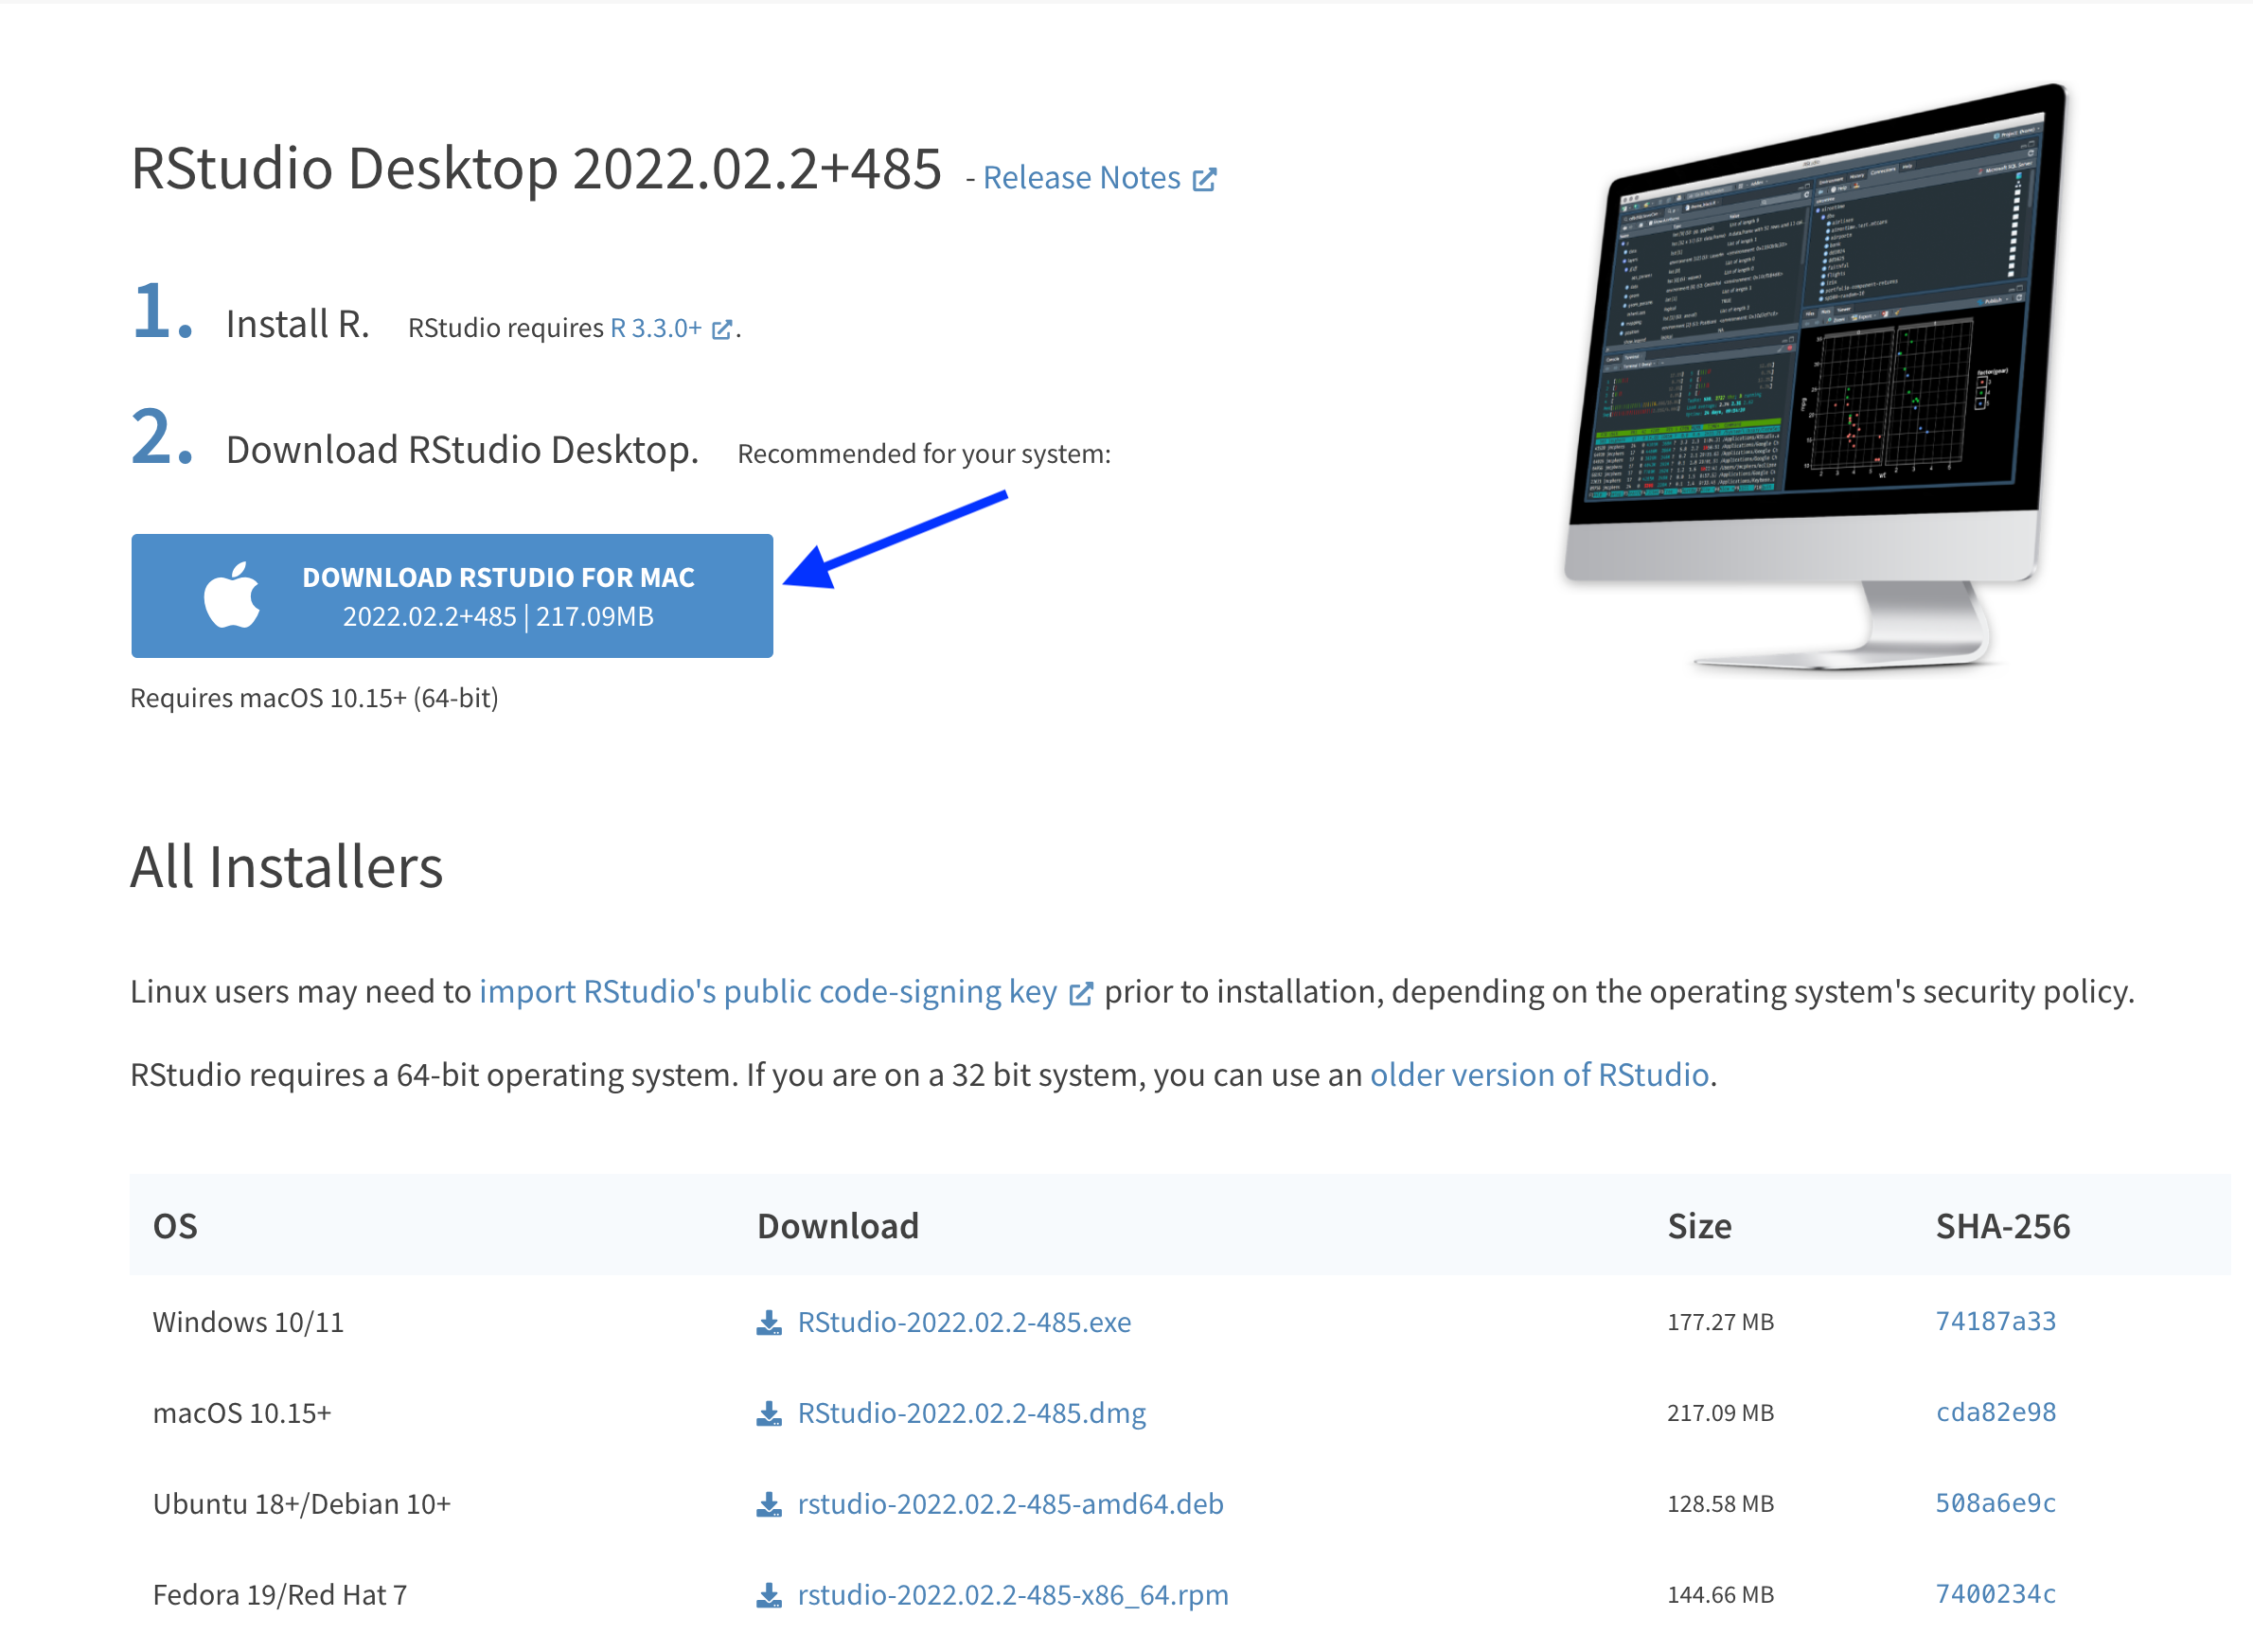 RStudio Desktop 2022.02.2+485 - Release Notes
1. Install R. RStudio requires R 3.3.0+ .
2. Download RStudio Desktop. Recommended for your system:
DOWNLOAD RSTUDIO FOR MAC
2022.02.2+485 | 217.09MB
Requires macOS 10.15+ (64-bit)
All Installers
Linux users may need to import RStudio's public code-signing key prior to installation, depending on the operating system's security policy.
RStudio requires a 64-bit operating system. If you are on a 32 bit system, you can use an older version of RStudio.
OS Download Size SHA-256
Windows 10/11 RStudio-2022.02.2-485.exe 177.27 MB 74187a33
macOS 10.15+ RStudio-2022.02.2-485.dmg 217.09 MB cda82e98
Ubuntu 18+/Debian 10+ rstudio-2022.02.2-485-amd64.deb 128.58 MB 508a6e9c
Fedora 19/Red Hat 7 rstudio-2022.02.2-485-x86_64.rpm 144.66 MB 7400234c